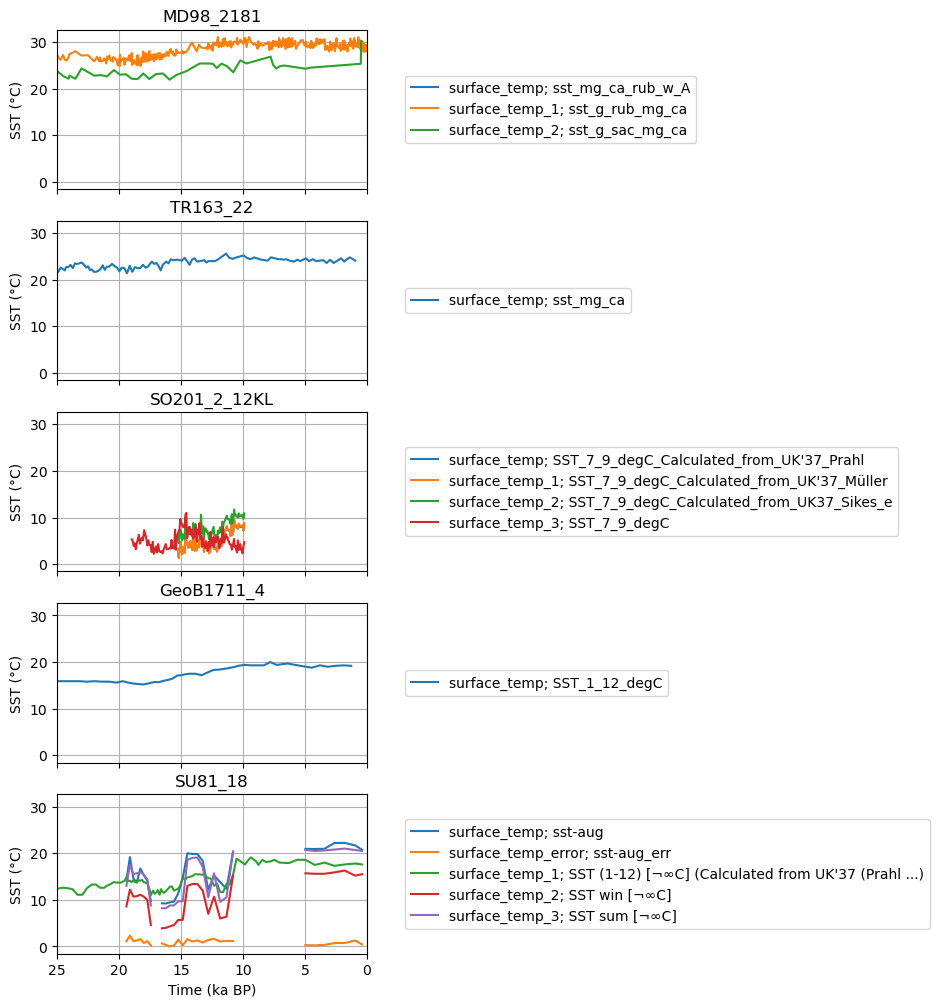 MD98_2181
30
20
10
0
SST (°C)
surface_temp; sst_mg_ca_rub_w_A
surface_temp_1; sst_g_rub_mg_ca
surface_temp_2; sst_g_sac_mg_ca
TR163_22
30
20
10
0
SST (°C)
surface_temp; sst_mg_ca
SO201_2_12KL
30
20
10
0
SST (°C)
surface_temp; SST_7_9_degC_Calculated_from_UK'37_Prahl
surface_temp_1; SST_7_9_degC_Calculated_from_UK'37_Müller
surface_temp_2; SST_7_9_degC_Calculated_from_UK37_Sikes_e
surface_temp_3; SST_7_9_degC
GeoB1711_4
30
20
10
0
SST (°C)
surface_temp; SST_1_12_degC
SU81_18
30
20
10
0
SST (°C)
surface_temp; sst-aug
surface_temp_error; sst-aug_err
surface_temp_1; SST (1-12) [¬∞C] (Calculated from UK'37 (Prahl ...)
surface_temp_2; SST win [¬∞C]
surface_temp_3; SST sum [¬∞C]
25 20 15 10 5 0
Time (ka BP)